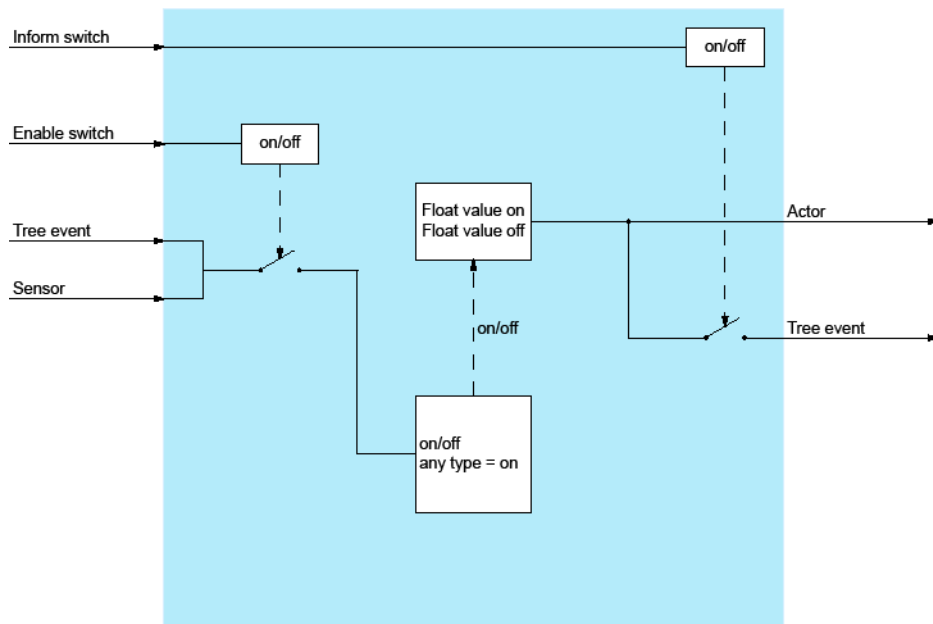 Inform switch
on/off
Enable switch
on/off
Float value on
Float value off
Actor
Tree event
Sensor
on/off
Tree event
on/off
any type = on